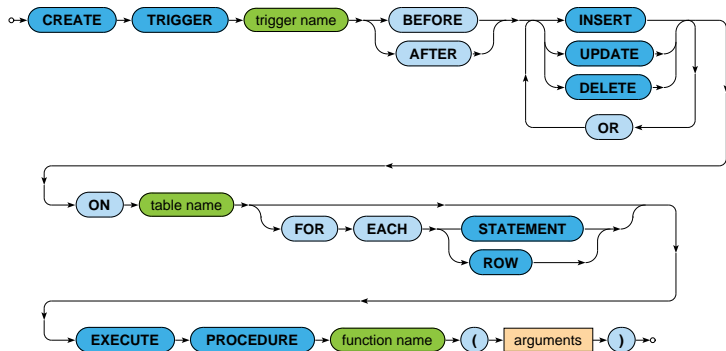 CREATE TRIGGER trigger name BEFORE INSERT
AFTER UPDATE
DELETE
OR
ON table name
FOR EACH STATEMENT
ROW
EXECUTE PROCEDURE function name ( arguments )